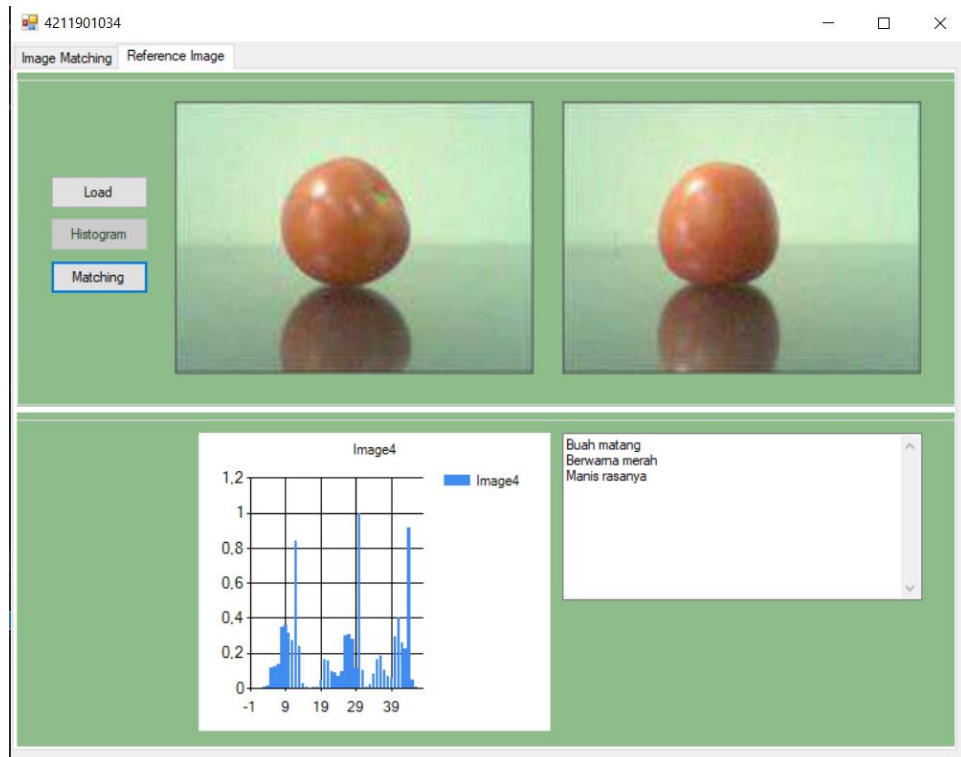 4211901034
Image Matching Reference Image
Load
Histogram
Matching
Image4
Image4
1,2
1
0,8
0,6
0,4
0,2
0
-1 9 19 29 39
Buah matang
Berwarna merah
Manis rasanya